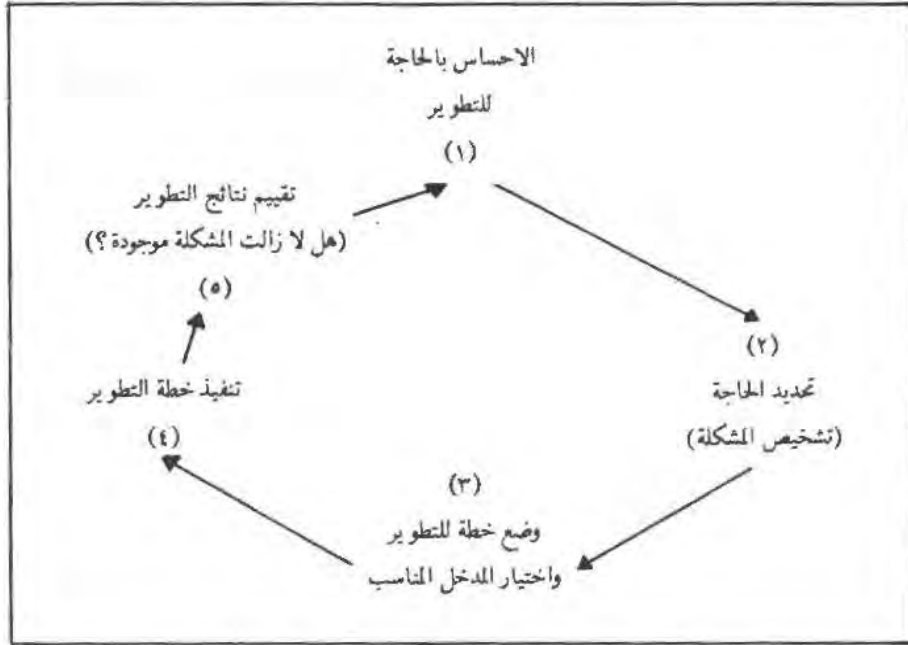 الاحساس بالحاجة
للتطوير
(١)
(٢)
تحديد الحاجة
(تشخيص المشكلة)
(٣)
وضع خطة للتطوير
واختيار المدخل المناسب
تنفيذ خطة التطوير
(٤)
تقييم نتائج التطوير
(هل لا زالت المشكلة موجودة؟)
(٥)